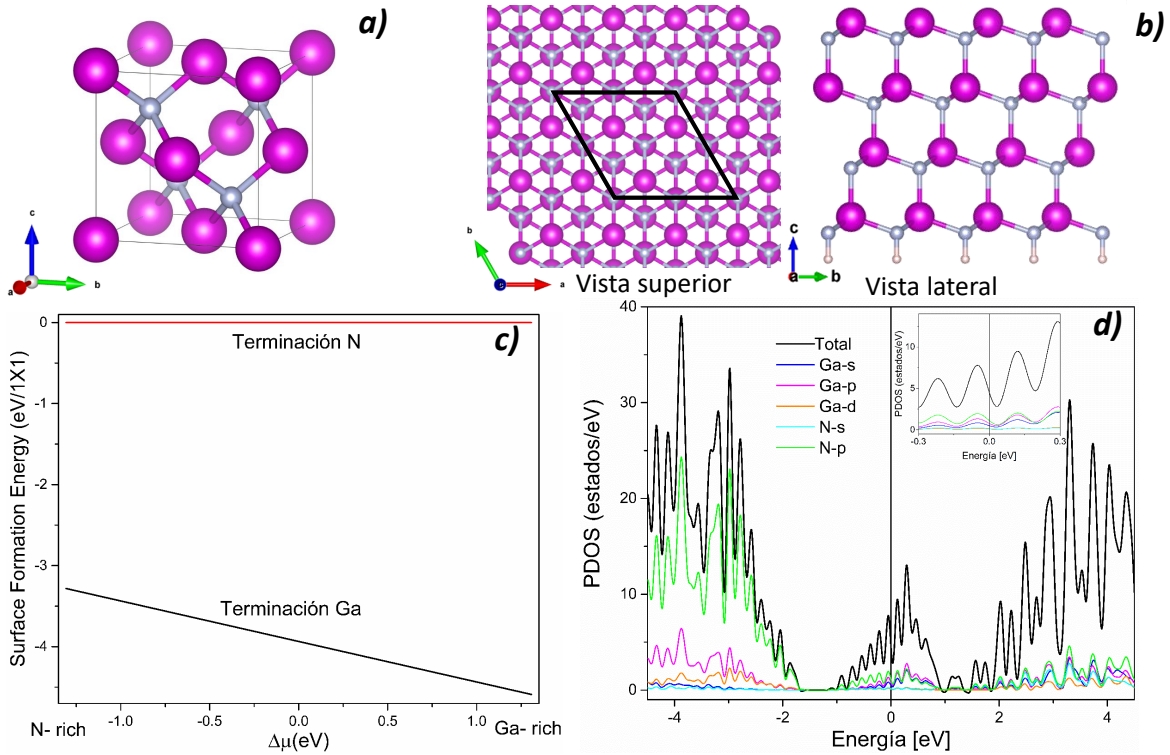 a)
c
a
b
b
a
c
Vista superior
b)
c
a
b
Vista lateral
c)
Surface Formation Energy (eV/1X1)
0
-1
-2
-3
-4
Terminación N
Terminación Ga
-1.0
-0.5
0.0
0.5
1.0
N- rich
Δμ(eV)
Ga- rich
d)
PDOS (estados/eV)
40
30
20
10
0
Total
Ga-s
Ga-p
Ga-d
N-s
N-p
PDOS (estados/eV)
10
5
0
-0.3
0.0
0.3
Energía [eV]
-4
-2
0
2
4
Energía [eV]